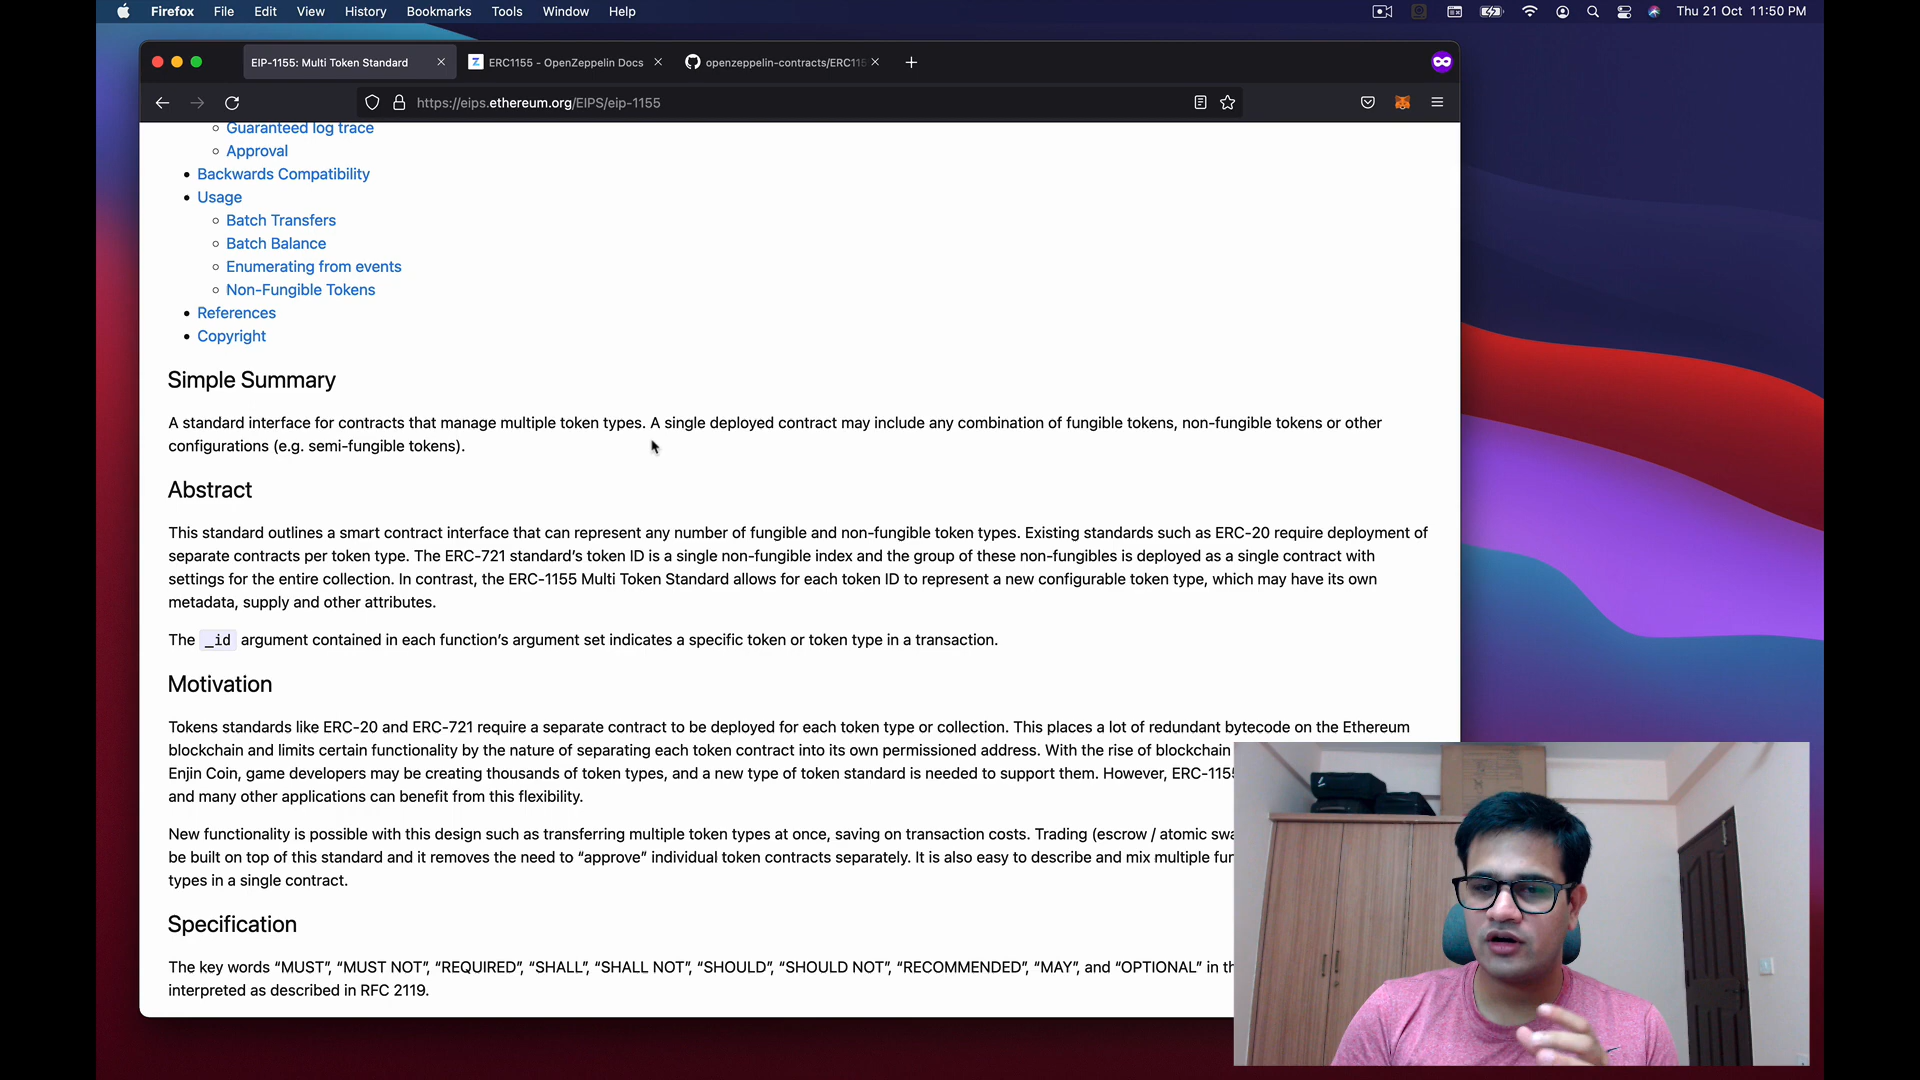 Firefox File Edit View History Bookmarks Tools Window Help Thu 21 Oct 11:50 PM
EIP-1155: Multi Token Standard ERC1155 - OpenZeppelin Docs openzeppelin-contracts/ERC115
https://eips.ethereum.org/EIPS/eip-1155
Guaranteed log trace
Approval
Backwards Compatibility
Usage
Batch Transfers
Batch Balance
Enumerating from events
Non-Fungible Tokens
References
Copyright
Simple Summary
A standard interface for contracts that manage multiple token types. A single deployed contract may include any combination of fungible tokens, non-fungible tokens or other
configurations (e.g. semi-fungible tokens).
Abstract
This standard outlines a smart contract interface that can represent any number of fungible and non-fungible token types. Existing standards such as ERC-20 require deployment of
separate contracts per token type. The ERC-721 standard’s token ID is a single non-fungible index and the group of these non-fungibles is deployed as a single contract with
settings for the entire collection. In contrast, the ERC-1155 Multi Token Standard allows for each token ID to represent a new configurable token type, which may have its own
metadata, supply and other attributes.
The _id argument contained in each function’s argument set indicates a specific token or token type in a transaction.
Motivation
Tokens standards like ERC-20 and ERC-721 require a separate contract to be deployed for each token type or collection. This places a lot of redundant bytecode on the Ethereum
blockchain and limits certain functionality by the nature of separating each token contract into its own permissioned address. With the rise of blockchain
Enjin Coin, game developers may be creating thousands of token types, and a new type of token standard is needed to support them. However, ERC-1155
and many other applications can benefit from this flexibility.
New functionality is possible with this design such as transferring multiple token types at once, saving on transaction costs. Trading (escrow / atomic swa
be built on top of this standard and it removes the need to “approve” individual token contracts separately. It is also easy to describe and mix multiple fun
types in a single contract.
Specification
The key words “MUST”, “MUST NOT”, “REQUIRED”, “SHALL”, “SHALL NOT”, “SHOULD”, “SHOULD NOT”, “RECOMMENDED”, “MAY”, and “OPTIONAL” in th
interpreted as described in RFC 2119.